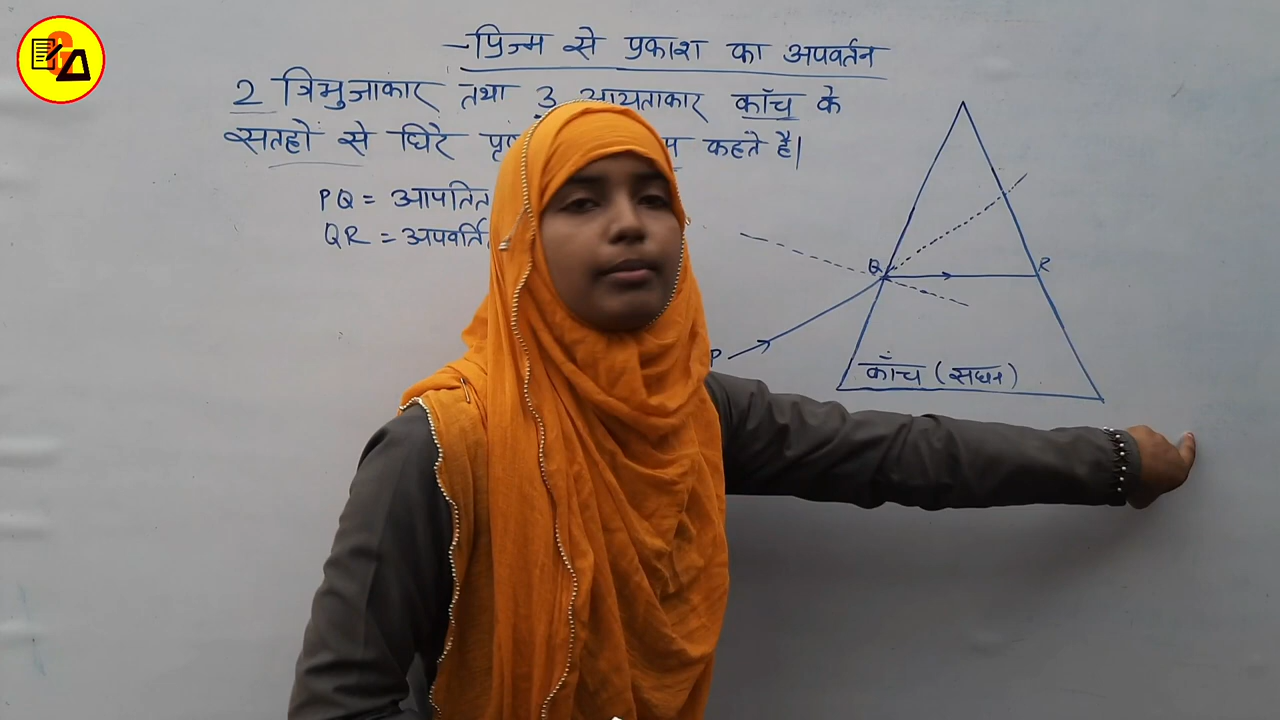 - प्रिज्म से प्रकाश का अपवर्तन
2 त्रिभुजाकार तथा 3 आयताकार काँच के
सतहों से घिरे कहते है।
PQ = आपतित
QR = अपवर्ति
Q
R
P
काँच (सघन)